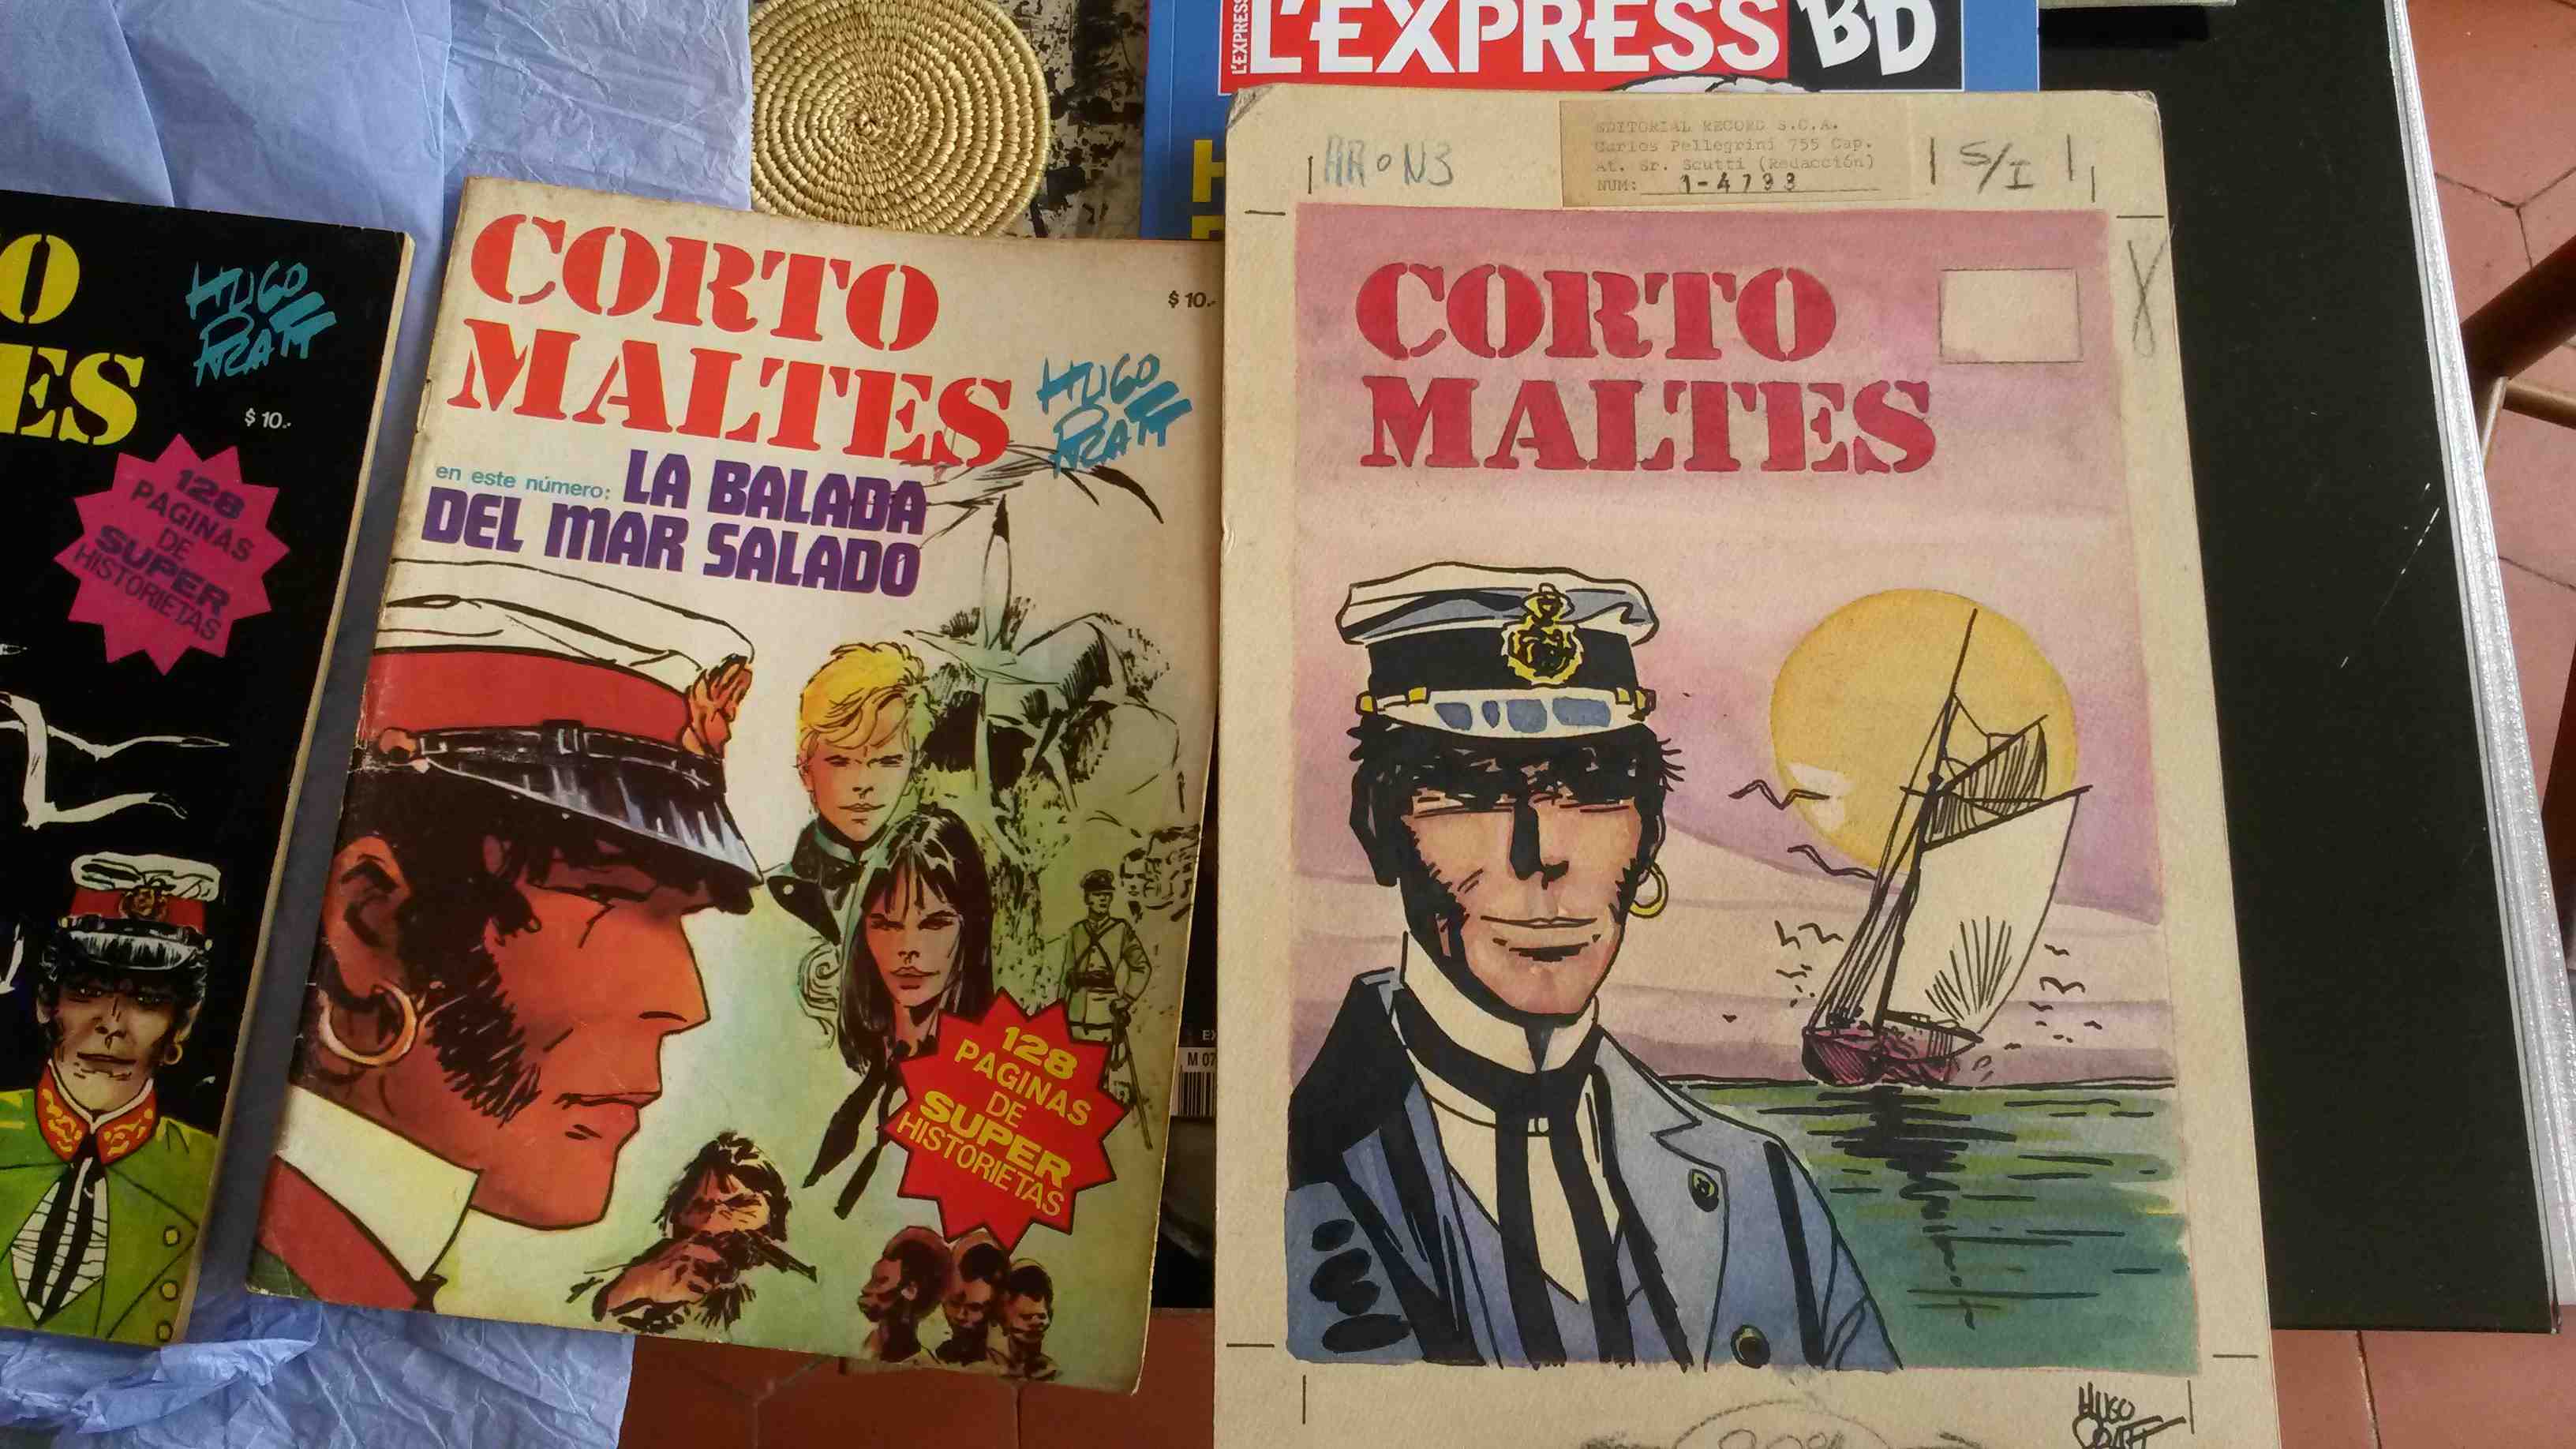 L'EXPRESS
L'EXPRESS BD
O
ES
HUGO
PRATT
$ 10.-
128
PAGINAS
DE
SUPER
HISTORIETAS
CORTO
MALTES
$ 10.-
HUGO
PRATT
en este número: LA BALADA
DEL MAR SALADO
128
PAGINAS
DE
SUPER
HISTORIETAS
M 07
EDITORIAL RECORD S.C.A.
Carlos Pellegrini 755 Cap.
At. Sr. Scutti (Redacción)
NUM: 1-4793
S/I
CORTO
MALTES
HUGO
PRATT